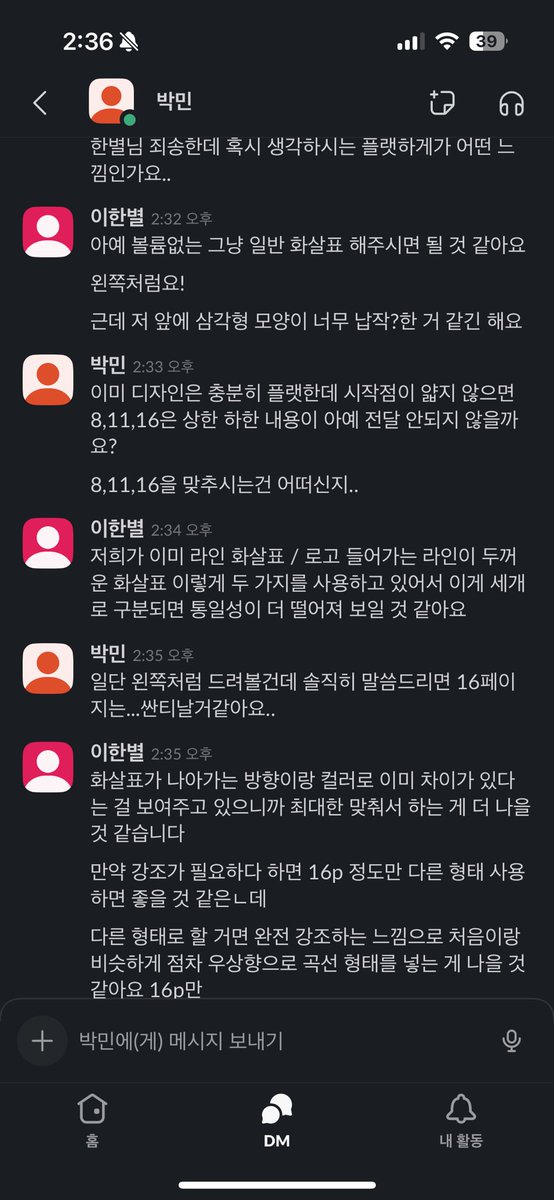 2:36
39
박민
한별님 죄송한데 혹시 생각하시는 플랫하게가 어떤 느
낌인가요..
이한별 2:32 오후
아예 볼륨없는 그냥 일반 화살표 해주시면 될 것 같아요
왼쪽처럼요!
근데 저 앞에 삼각형 모양이 너무 납작?한 거 같긴 해요
박민 2:33 오후
이미 디자인은 충분히 플랫한데 시작점이 얇지 않으면
8,11,16은 상한 하한 내용이 아예 전달 안되지 않을까
요?
8,11,16을 맞추시는건 어떠신지..
이한별 2:34 오후
저희가 이미 라인 화살표 / 로고 들어가는 라인이 두꺼
운 화살표 이렇게 두 가지를 사용하고 있어서 이게 세개
로 구분되면 통일성이 더 떨어져 보일 것 같아요
박민 2:35 오후
일단 왼쪽처럼 드려볼건데 솔직히 말씀드리면 16페이
지는...싼티날거같아요..
이한별 2:35 오후
화살표가 나아가는 방향이랑 컬러로 이미 차이가 있다
는 걸 보여주고 있으니까 최대한 맞춰서 하는 게 더 나을
것 같습니다
만약 강조가 필요하다 하면 16p 정도만 다른 형태 사용
하면 좋을 것 같은ㄴ데
다른 형태로 할 거면 완전 강조하는 느낌으로 처음이랑
비슷하게 점차 우상향으로 곡선 형태를 넣는 게 나을 것
같아요 16p만
박민에(게) 메시지 보내기
홈
DM
내 활동